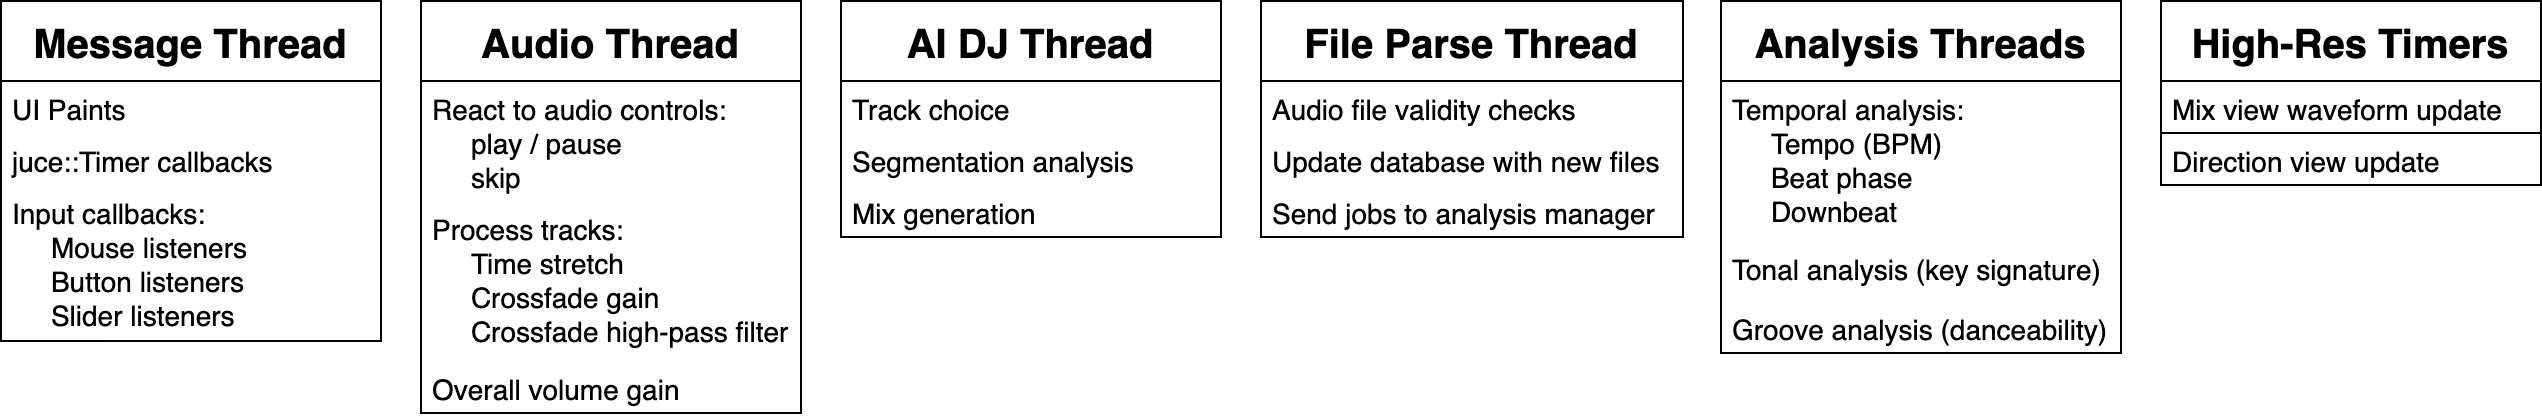 Message Thread
UI Paints
juce::Timer callbacks
Input callbacks:
Mouse listeners
Button listeners
Slider listeners
Audio Thread
React to audio controls:
play / pause
skip
Process tracks:
Time stretch
Crossfade gain
Crossfade high-pass filter
Overall volume gain
AI DJ Thread
Track choice
Segmentation analysis
Mix generation
File Parse Thread
Audio file validity checks
Update database with new files
Send jobs to analysis manager
Analysis Threads
Temporal analysis:
Tempo (BPM)
Beat phase
Downbeat
Tonal analysis (key signature)
Groove analysis (danceability)
High-Res Timers
Mix view waveform update
Direction view update